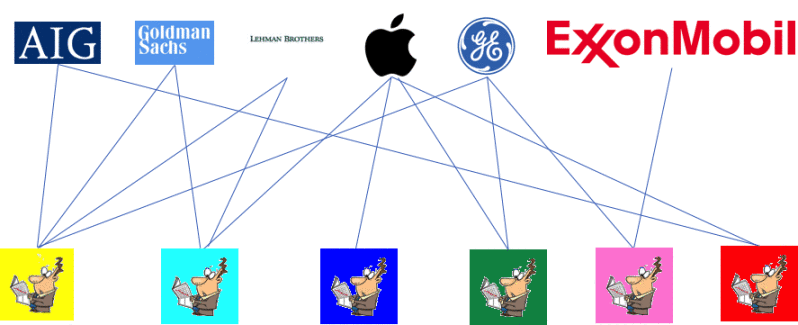 AIG
Goldman
Sachs
LEHMAN BROTHERS
GE
ExxonMobil